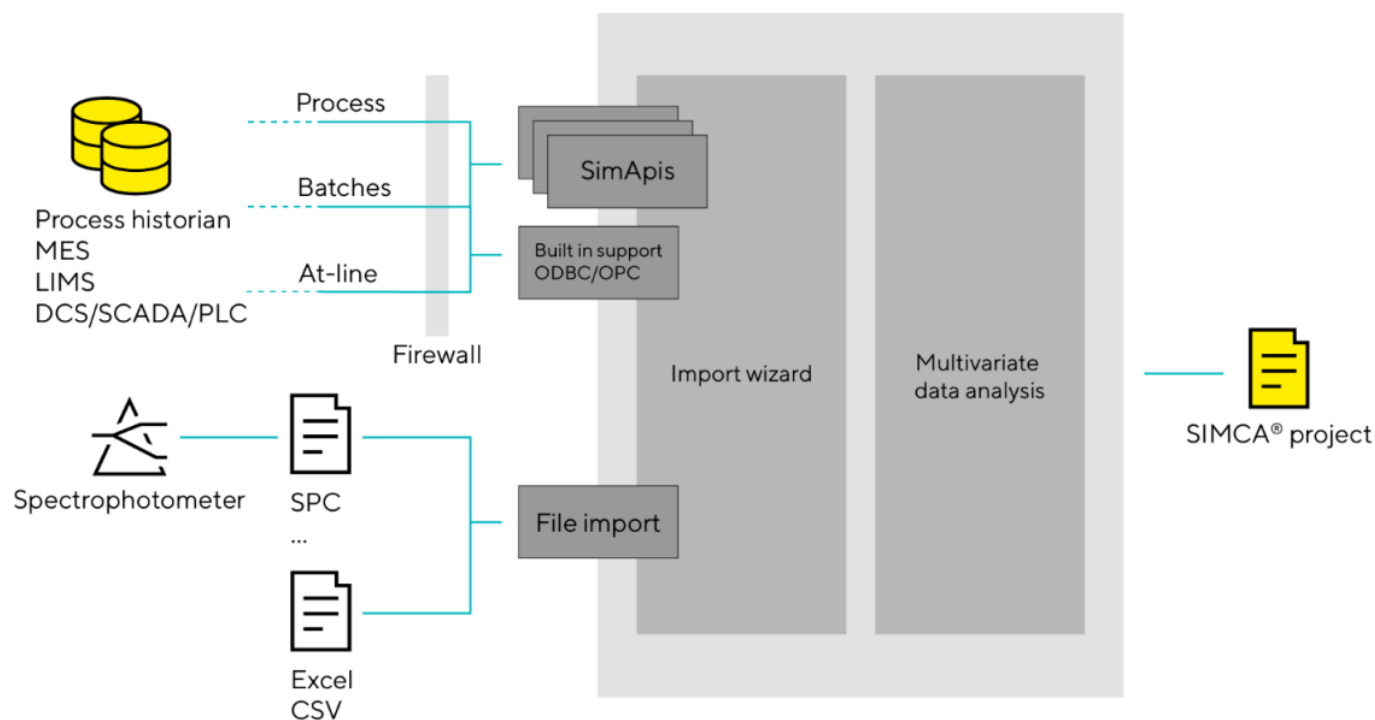 Process
Batches
At-line
Process historian
MES
LIMS
DCS/SCADA/PLC
Firewall
SimApis
Built in support
ODBC/OPC
Import wizard
Multivariate
data analysis
SIMCA® project
Spectrophotometer
SPC
...
File import
Excel
CSV